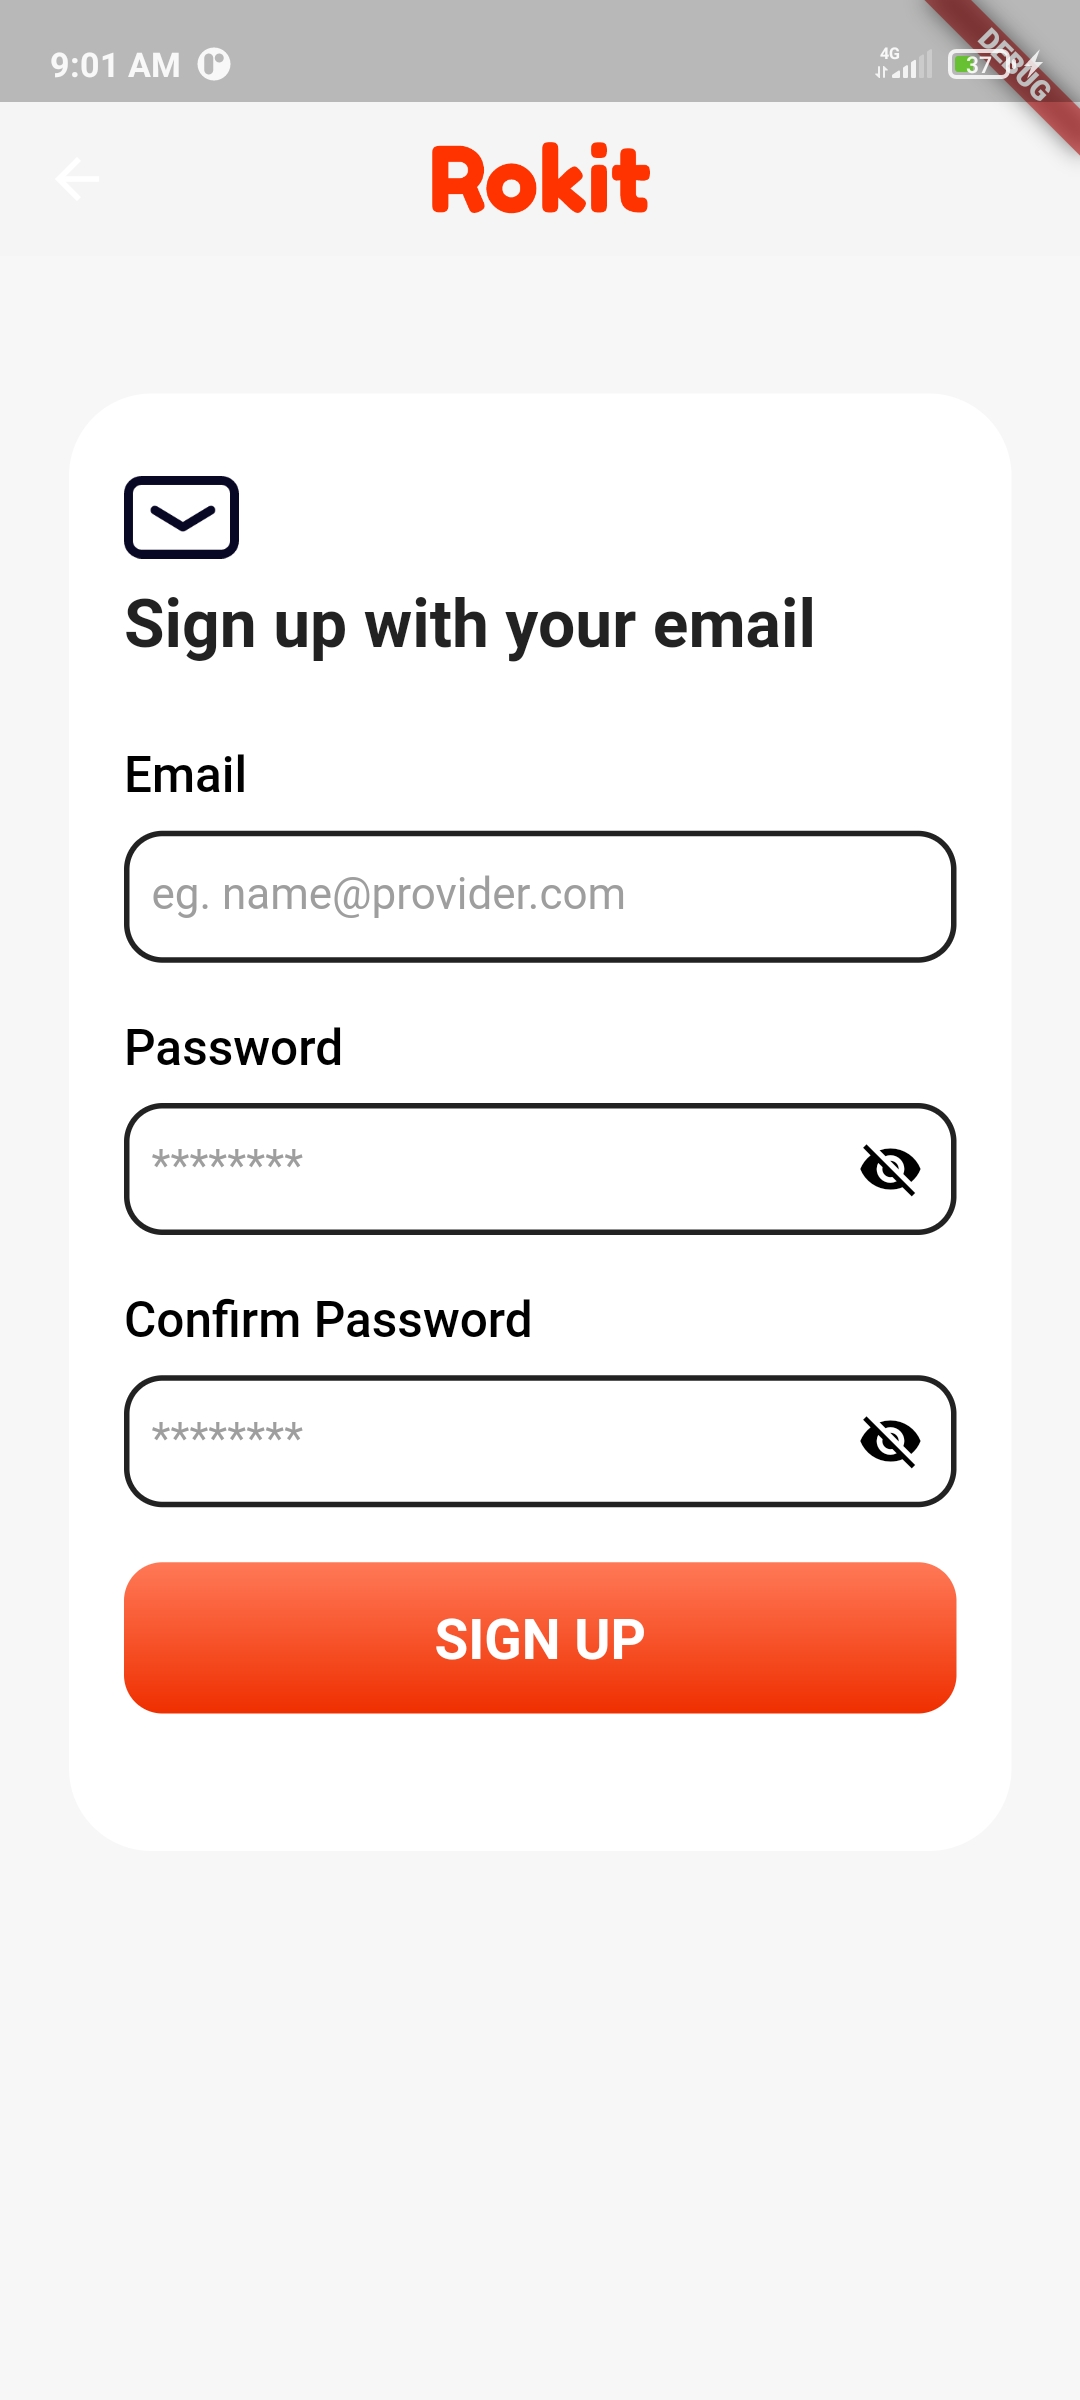 9:01 AM
4G
37
DEBUG
Rokit
Sign up with your email
Email
eg. name@provider.com
Password
********
Confirm Password
********
SIGN UP